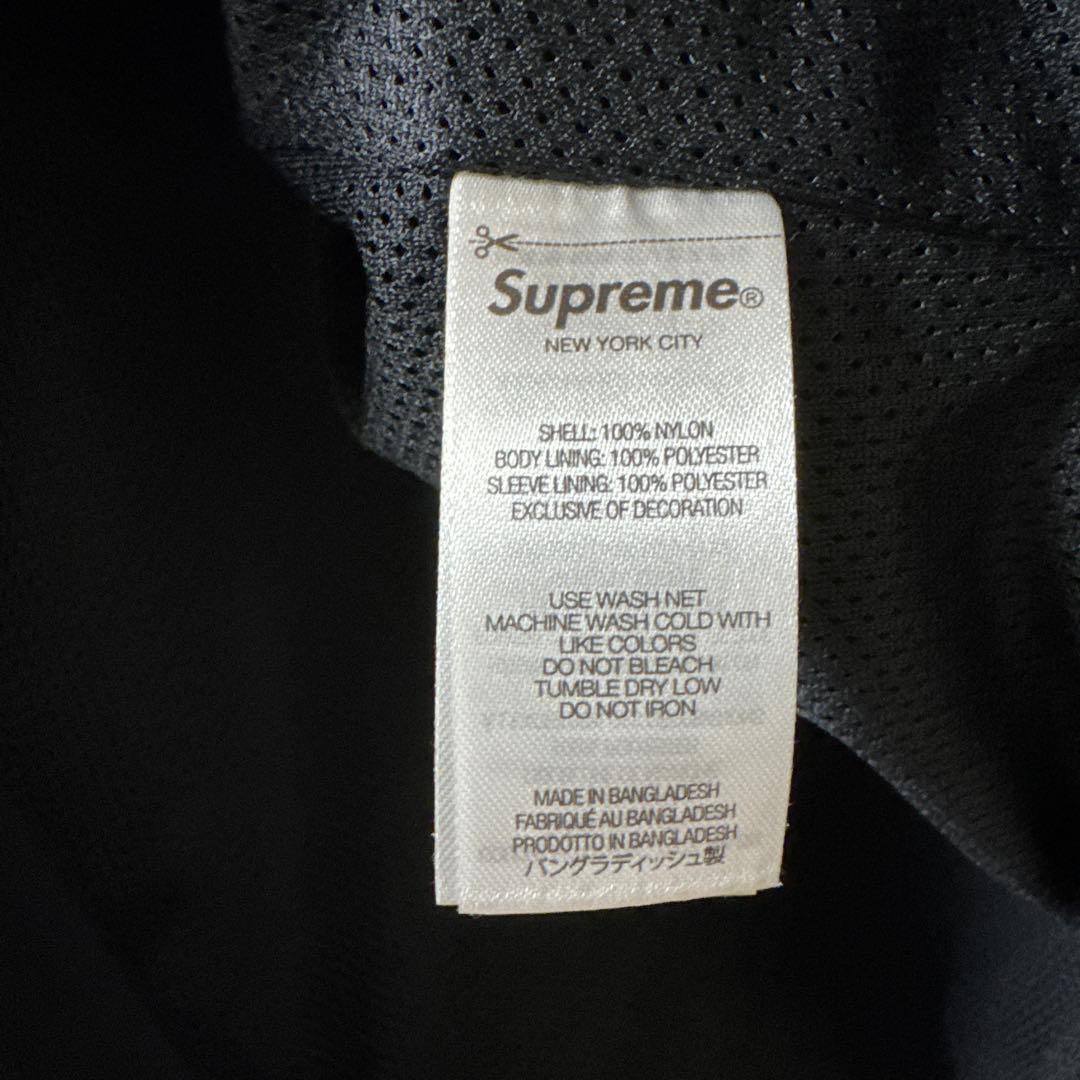 Supreme®
NEW YORK CITY
SHELL: 100% NYLON
BODY LINING: 100% POLYESTER
SLEEVE LINING: 100% POLYESTER
EXCLUSIVE OF DECORATION
USE WASH NET
MACHINE WASH COLD WITH
LIKE COLORS
DO NOT BLEACH
TUMBLE DRY LOW
DO NOT IRON
MADE IN BANGLADESH
FABRIQUÉ AU BANGLADESH
PRODOTTO IN BANGLADESH
バングラディッシュ製